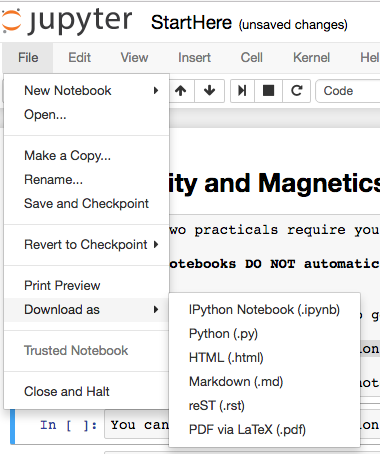 jupyter StartHere (unsaved changes)
File Edit View Insert Cell Kernel Help
New Notebook
Open...
Code
Make a Copy...
Rename...
Save and Checkpoint
ity and Magnetics
Revert to Checkpoint
wo practicals require you
otebooks DO NOT automatic
Print Preview
Download as
IPython Notebook (.ipynb)
Python (.py)
HTML (.html)
Markdown (.md)
reST (.rst)
PDF via LaTeX (.pdf)
Trusted Notebook
Close and Halt
In [ ]: You can